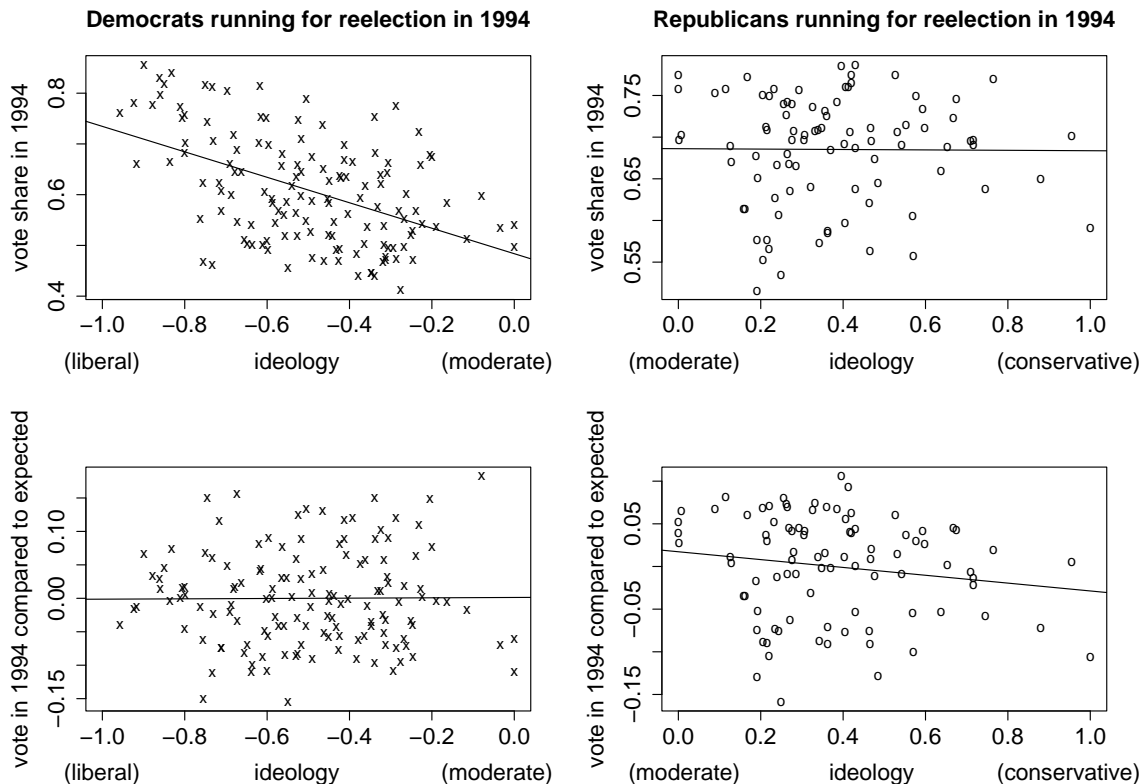 Democrats running for reelection in 1994
vote share in 1994
0.8
0.6
0.4
−1.0 −0.8 −0.6 −0.4 −0.2 0.0
(liberal) ideology (moderate)
Republicans running for reelection in 1994
vote share in 1994
0.75
0.65
0.55
0.0 0.2 0.4 0.6 0.8 1.0
(moderate) ideology (conservative)
vote in 1994 compared to expected
0.10
0.00
−0.15
−1.0 −0.8 −0.6 −0.4 −0.2 0.0
(liberal) ideology (moderate)
vote in 1994 compared to expected
0.05
−0.05
−0.15
0.0 0.2 0.4 0.6 0.8 1.0
(moderate) ideology (conservative)